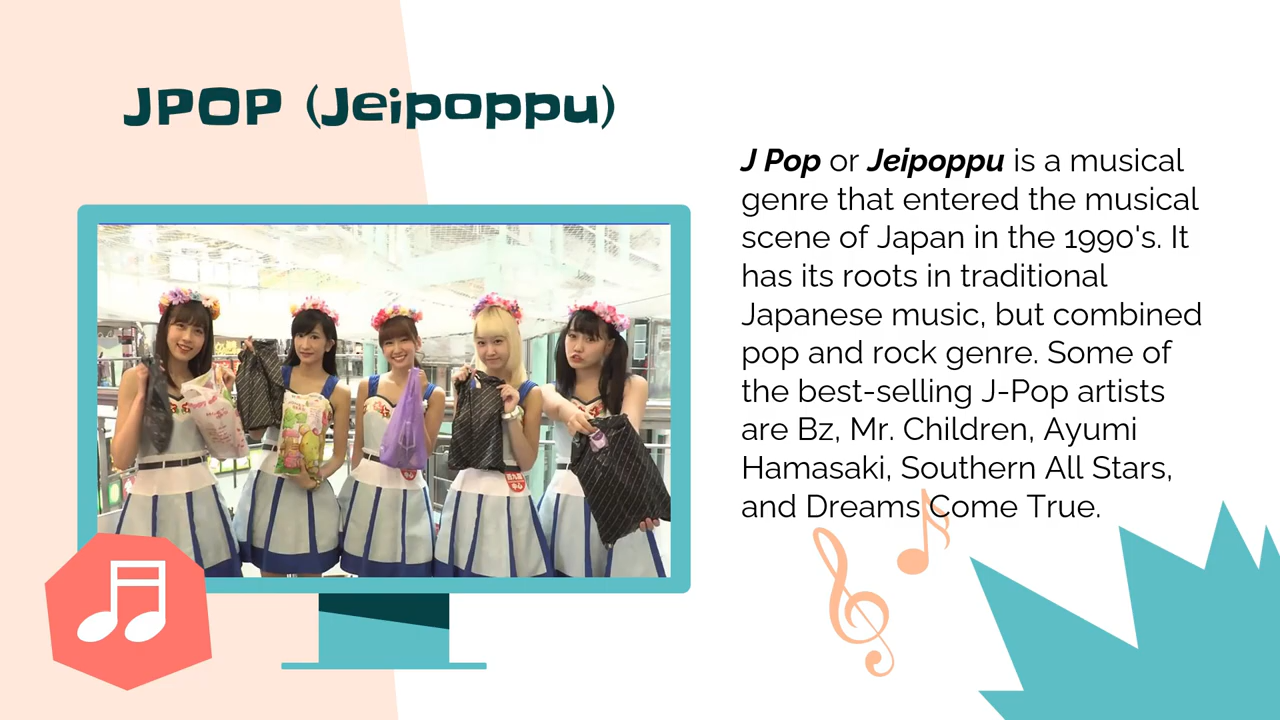 JPOP (Jeipoppu)
J Pop or Jeipoppu is a musical
genre that entered the musical
scene of Japan in the 1990's. It
has its roots in traditional
Japanese music, but combined
pop and rock genre. Some of
the best-selling J-Pop artists
are Bz, Mr. Children, Ayumi
Hamasaki, Southern All Stars,
and Dreams Come True.